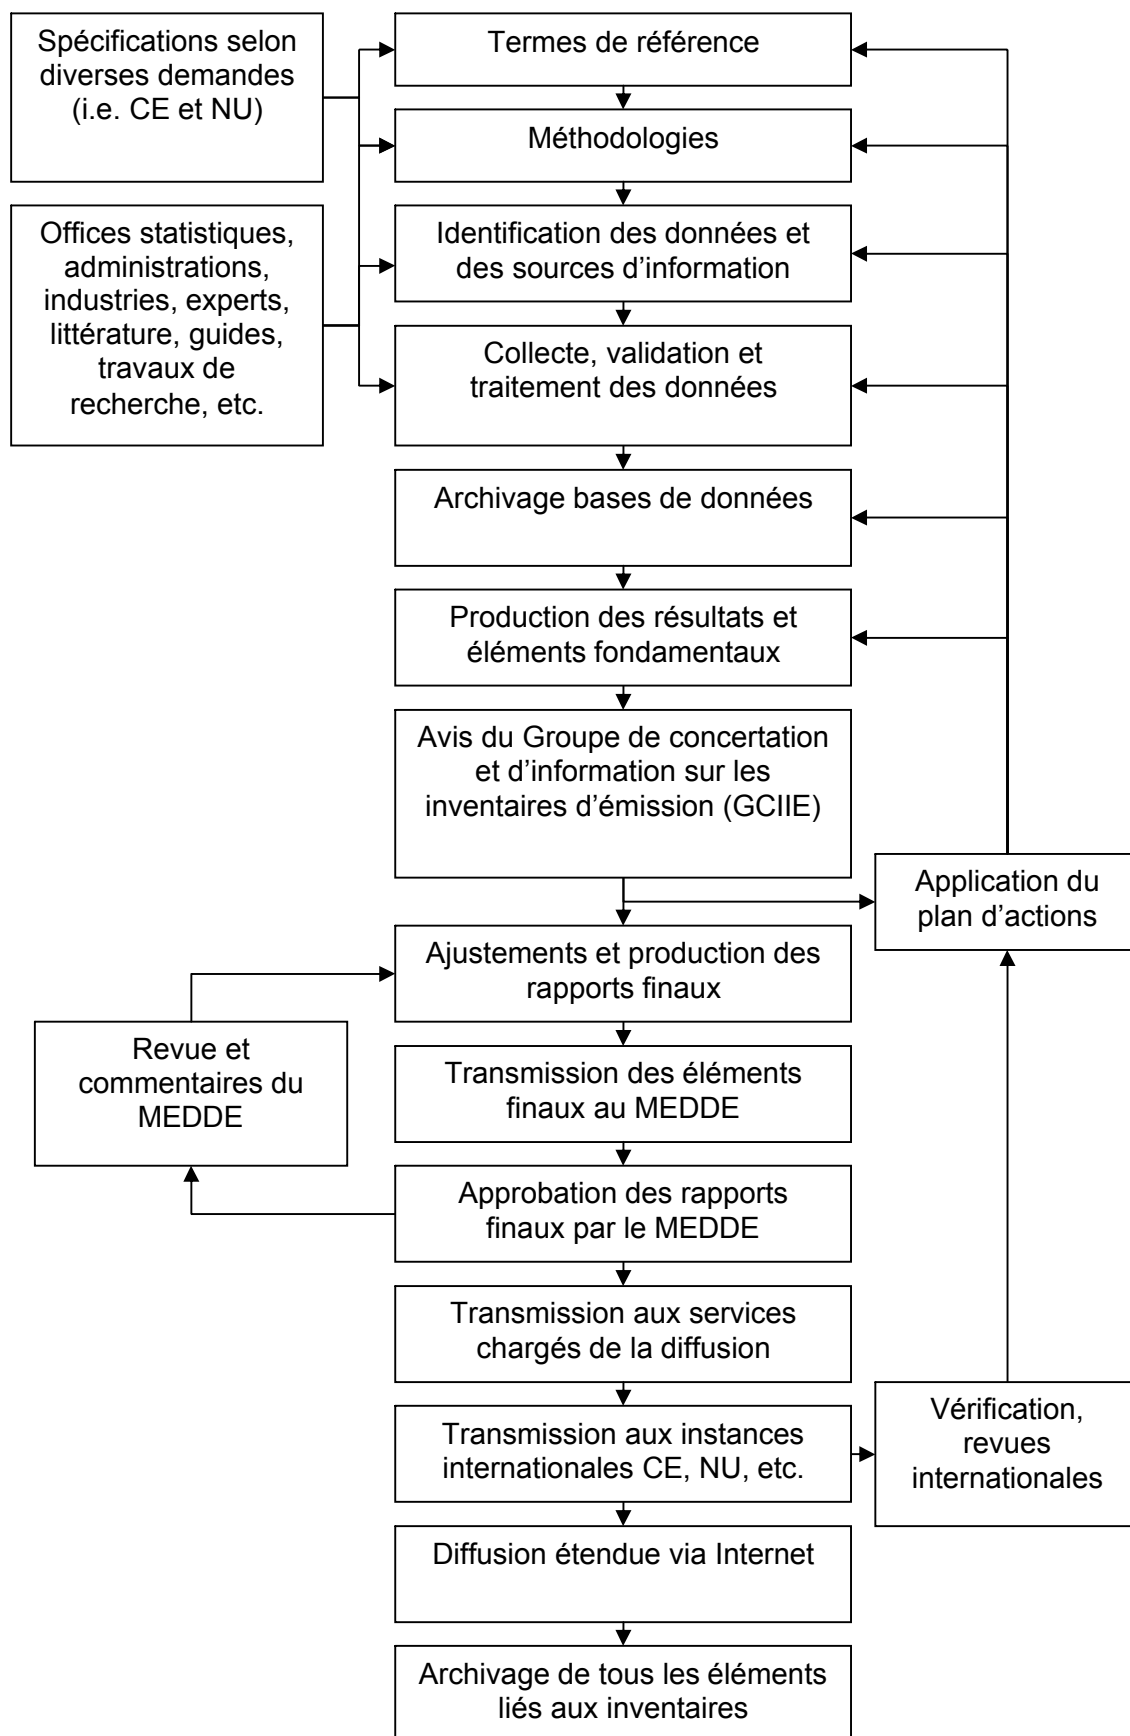 Spécifications selon
diverses demandes
(i.e. CE et NU)
Termes de référence
Méthodologies
Offices statistiques,
administrations,
industries, experts,
littérature, guides,
travaux de
recherche, etc.
Identification des données et
des sources d’information
Collecte, validation et
traitement des données
Archivage bases de données
Production des résultats et
éléments fondamentaux
Avis du Groupe de concertation
et d’information sur les
inventaires d’émission (GCIIE)
Application du
plan d’actions
Ajustements et production des
rapports finaux
Revue et
commentaires du
MEDDE
Transmission des éléments
finaux au MEDDE
Approbation des rapports
finaux par le MEDDE
Transmission aux services
chargés de la diffusion
Transmission aux instances
internationales CE, NU, etc.
Vérification,
revues
internationales
Diffusion étendue via Internet
Archivage de tous les éléments
liés aux inventaires